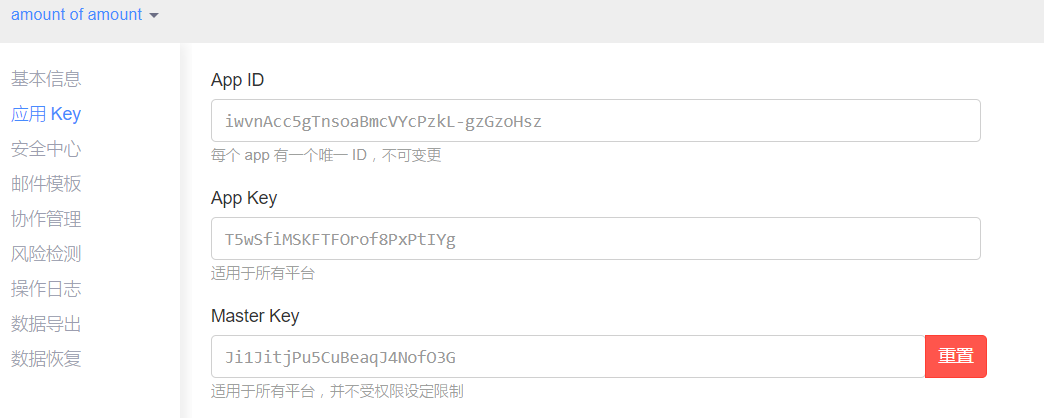 amount of amount
基本信息
应用 Key
安全中心
邮件模板
协作管理
风险检测
操作日志
数据导出
数据恢复
App ID
iwvnAcc5gTnsoaBmcVYcPzkL-gzGzoHsz
每个 app 有一个唯一 ID，不可变更
App Key
T5wSfiMSKFTFOrof8PxPtIYg
适用于所有平台
Master Key
Ji1JitjPu5CuBeaqJ4NofO3G
重置
适用于所有平台，并不受权限设定限制